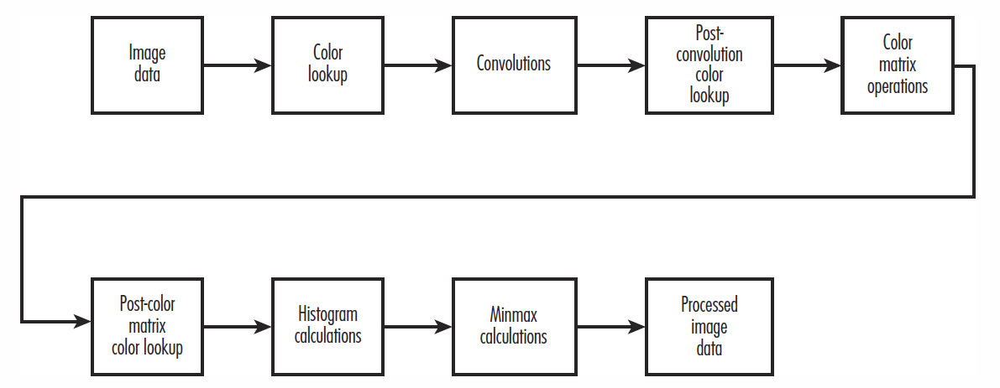 Image
data
Color
lookup
Convolutions
Post-
convolution
color
lookup
Color
matrix
operations
Post-color
matrix
color lookup
Histogram
calculations
Minmax
calculations
Processed
image
data